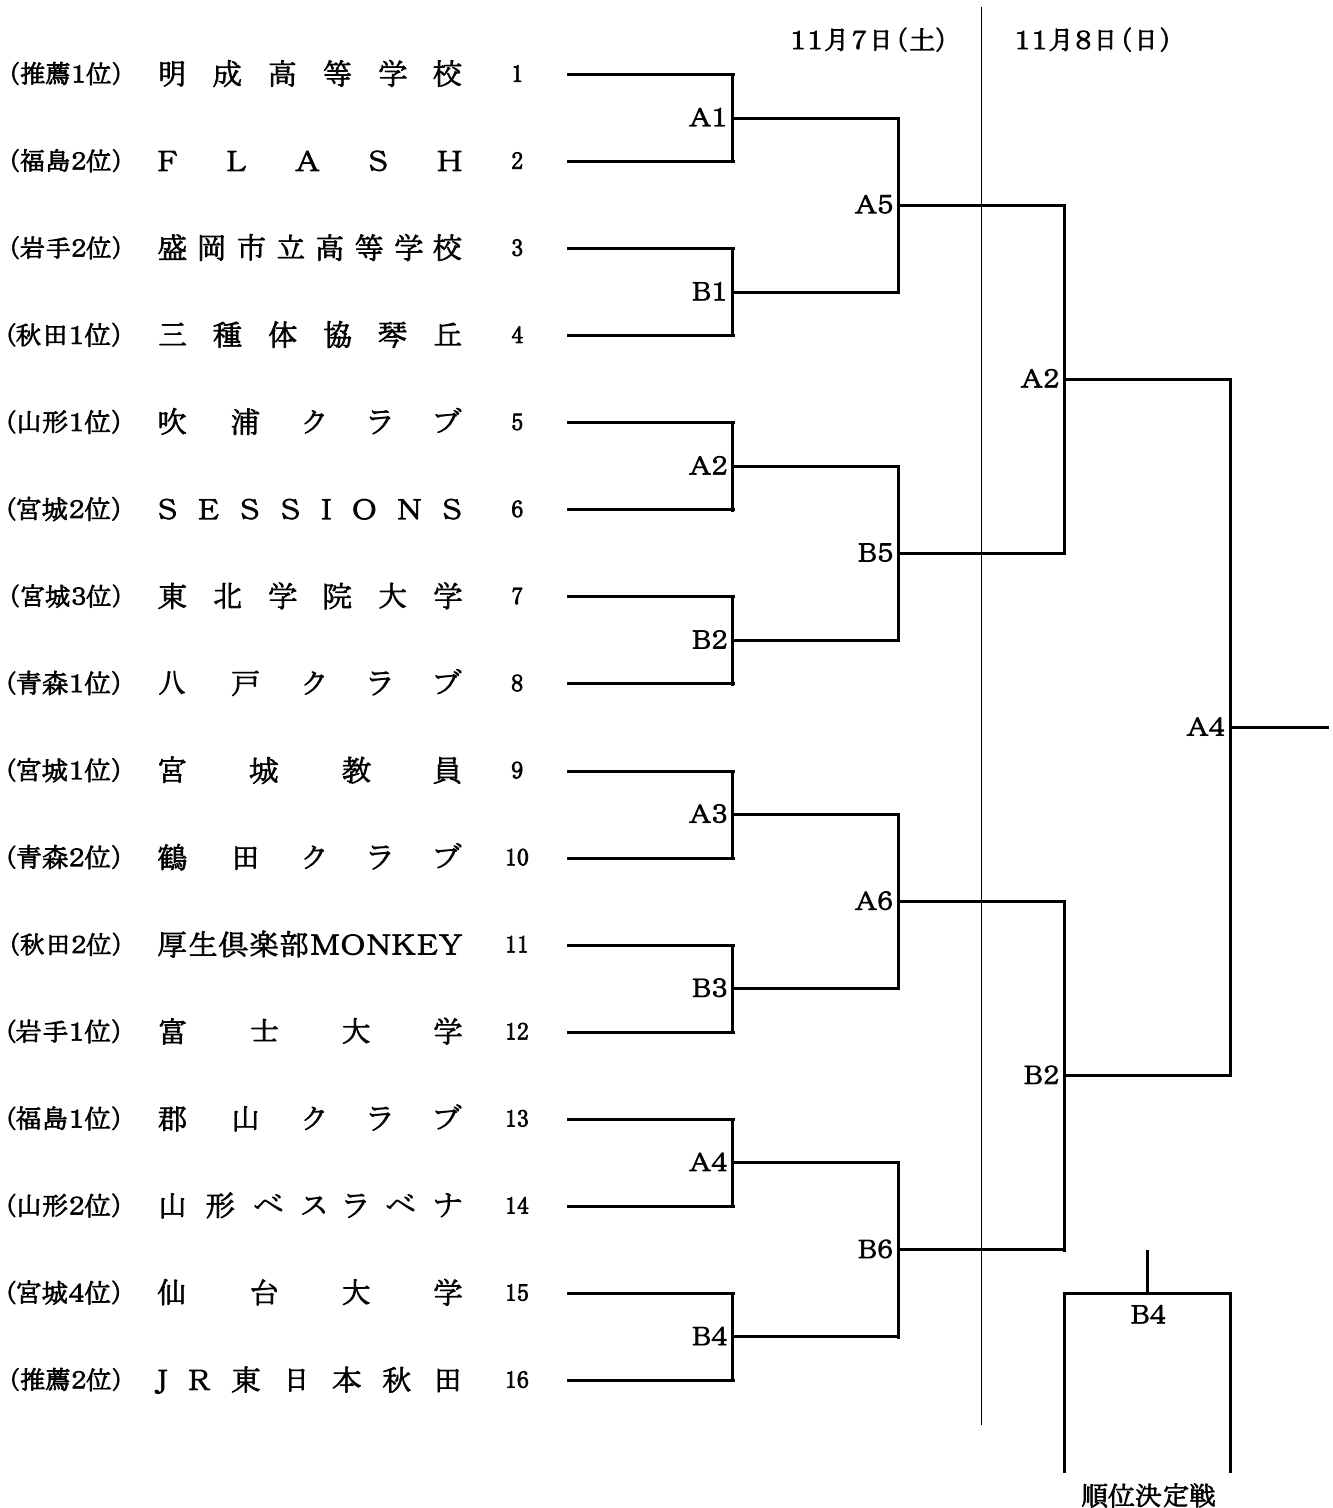 11月7日(土) 11月8日(日)
(推薦1位) 明成高等学校 1
A1
(福島2位) FLASH 2
A5
(岩手2位) 盛岡市立高等学校 3
B1
(秋田1位) 三種体協琴丘 4
A2
(山形1位) 吹浦クラブ 5
A2
(宮城2位) SESSIONS 6
B5
(宮城3位) 東北学院大学 7
B2
(青森1位) 八戸クラブ 8
A4
(宮城1位) 宮城教員 9
A3
(青森2位) 鶴田クラブ 10
A6
(秋田2位) 厚生倶楽部MONKEY 11
B3
(岩手1位) 富士大学 12
B2
(福島1位) 郡山クラブ 13
A4
(山形2位) 山形ベスラベナ 14
B6
(宮城4位) 仙台大学 15
B4
B4
(推薦2位) JR東日本秋田 16
順位決定戦